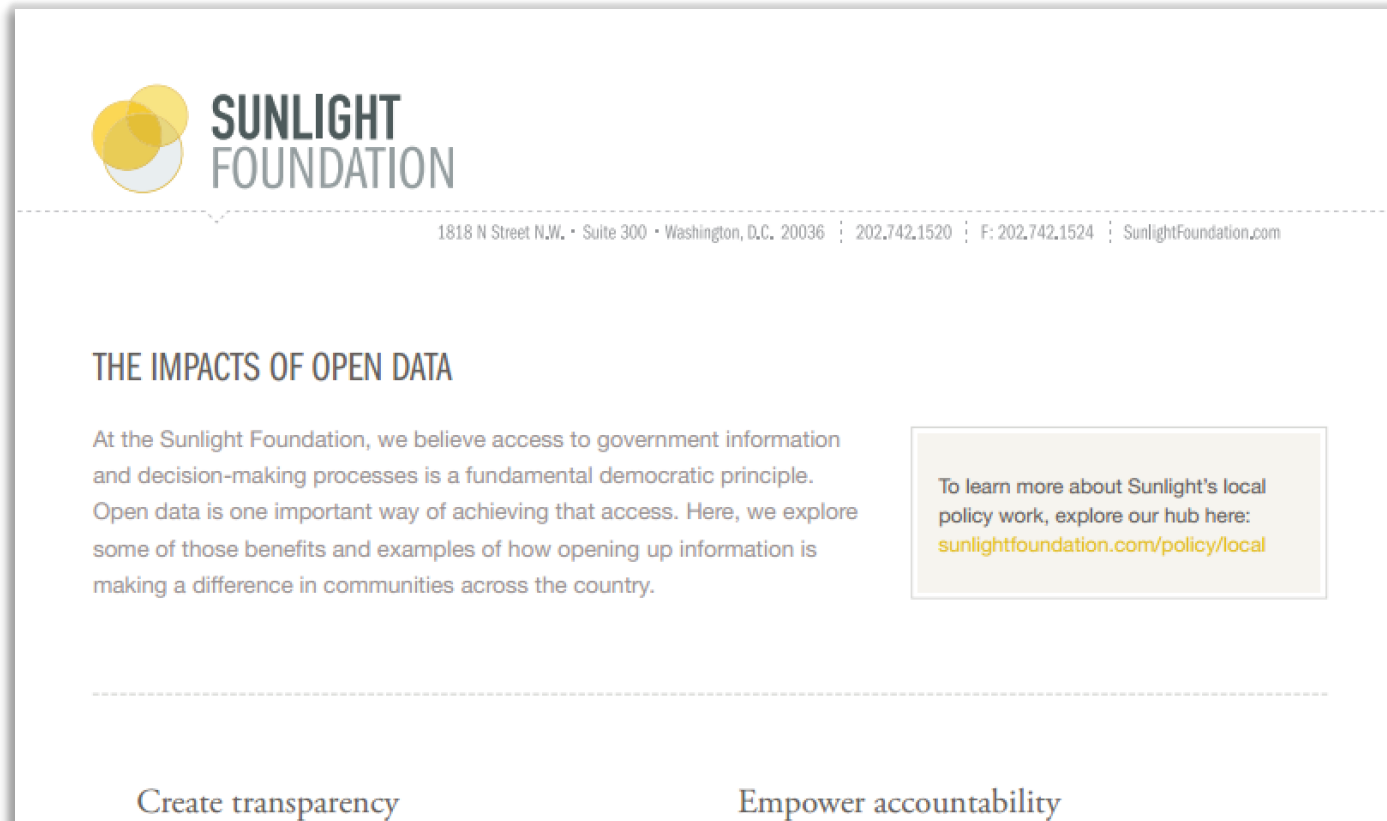 SUNLIGHT
FOUNDATION
1818 N Street N.W. • Suite 300 • Washington, D.C. 20036 ¦ 202.742.1520 ¦ F: 202.742.1524 ¦ SunlightFoundation.com
THE IMPACTS OF OPEN DATA
At the Sunlight Foundation, we believe access to government information
and decision-making processes is a fundamental democratic principle.
Open data is one important way of achieving that access. Here, we explore
some of those benefits and examples of how opening up information is
making a difference in communities across the country.
To learn more about Sunlight’s local
policy work, explore our hub here:
sunlightfoundation.com/policy/local
Create transparency
Empower accountability